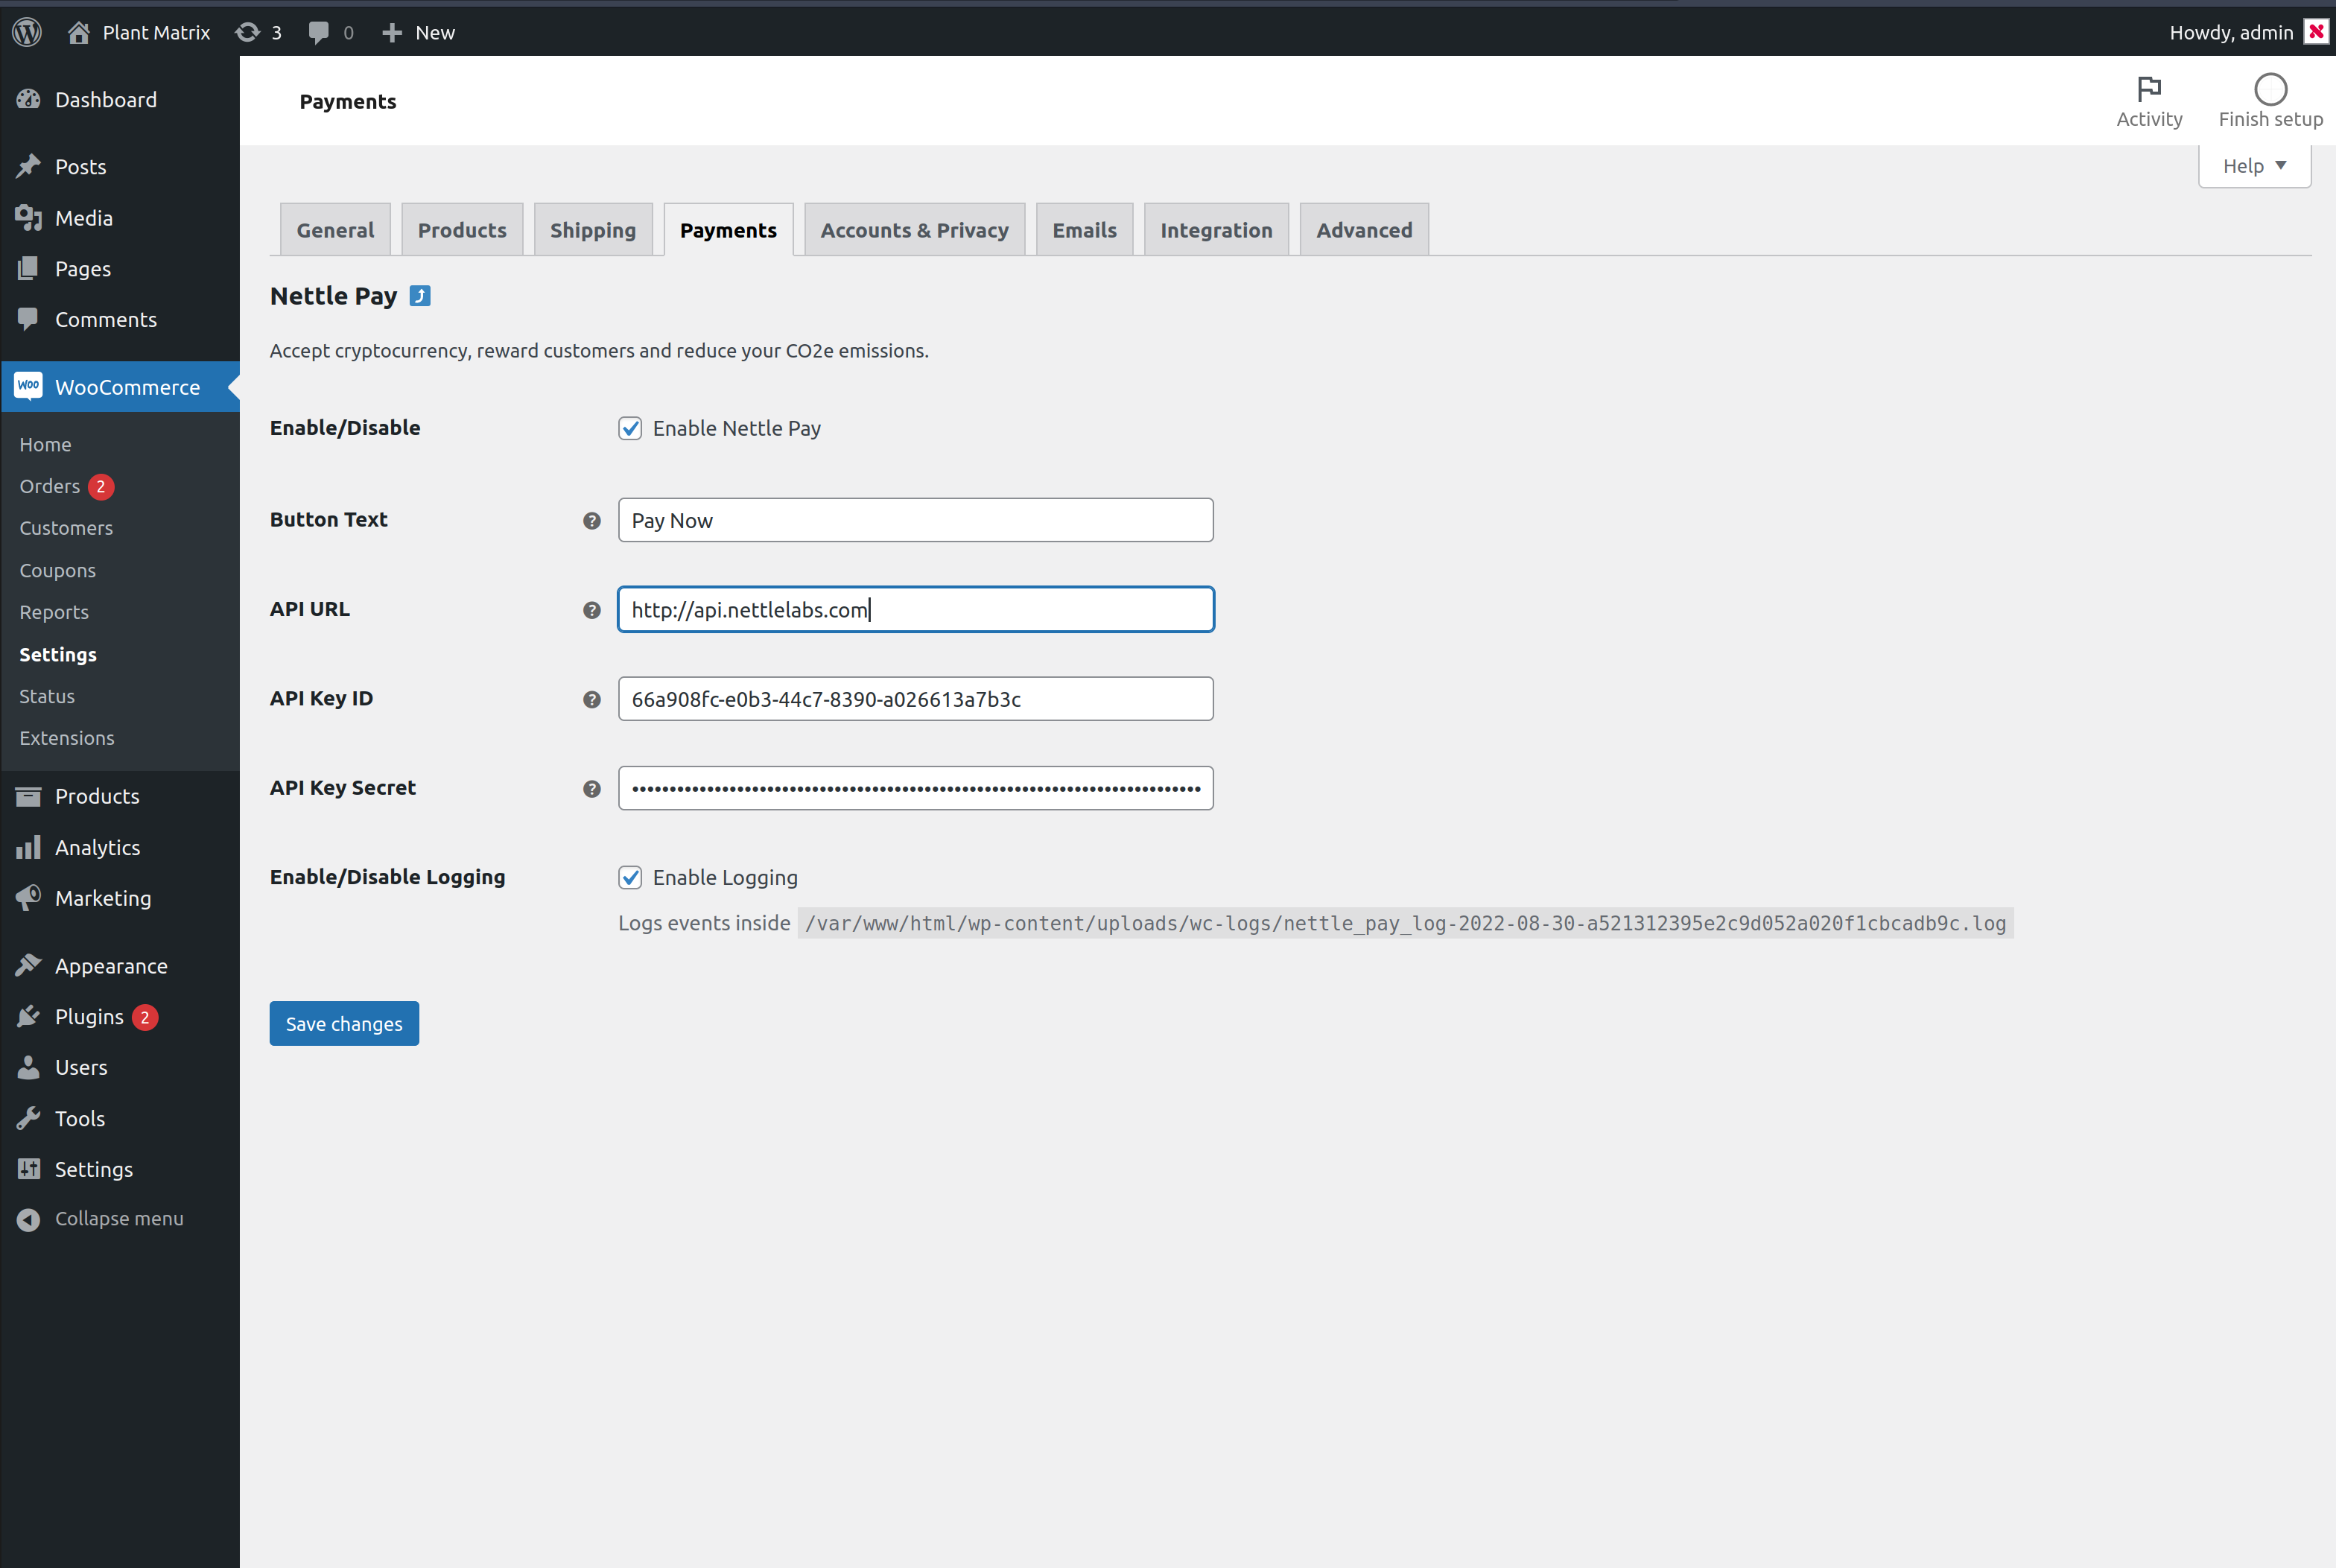 Plant Matrix 3 0 New Howdy, admin
Dashboard
Posts
Media
Pages
Comments
WOO WooCommerce
Home
Orders 2
Customers
Coupons
Reports
Settings
Status
Extensions
Products
Analytics
Marketing
Appearance
Plugins 2
Users
Tools
Settings
Collapse menu
Payments
Activity Finish setup
Help
General Products Shipping Payments Accounts & Privacy Emails Integration Advanced
Nettle Pay
Accept cryptocurrency, reward customers and reduce your CO2e emissions.
Enable/Disable Enable Nettle Pay
Button Text ? Pay Now
API URL ? http://api.nettlelabs.com
API Key ID ? 66a908fc-e0b3-44c7-8390-a026613a7b3c
API Key Secret ?
Enable/Disable Logging Enable Logging
Logs events inside /var/www/html/wp-content/uploads/wc-logs/nettle_pay_log-2022-08-30-a521312395e2c9d052a020f1cbcadb9c.log
Save changes